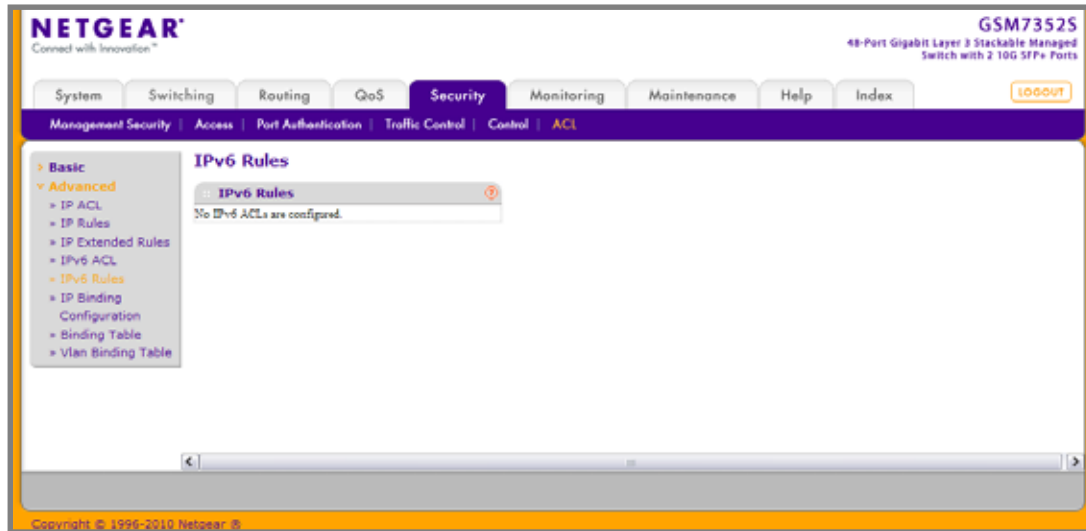 NETGEAR®
Connect with Innovation™
GSM7352S
48-Port Gigabit Layer 3 Stackable Managed
Switch with 2 10G SFP+ Ports
System Switching Routing QoS Security Monitoring Maintenance Help Index LOGOUT
Management Security | Access | Port Authentication | Traffic Control | Control | ACL
Basic
Advanced
» IP ACL
» IP Rules
» IP Extended Rules
» IPv6 ACL
» IPv6 Rules
» IP Binding
Configuration
» Binding Table
» Vlan Binding Table
IPv6 Rules
IPv6 Rules
No IPv6 ACLs are configured.
Copyright © 1996-2010 Netgear ®